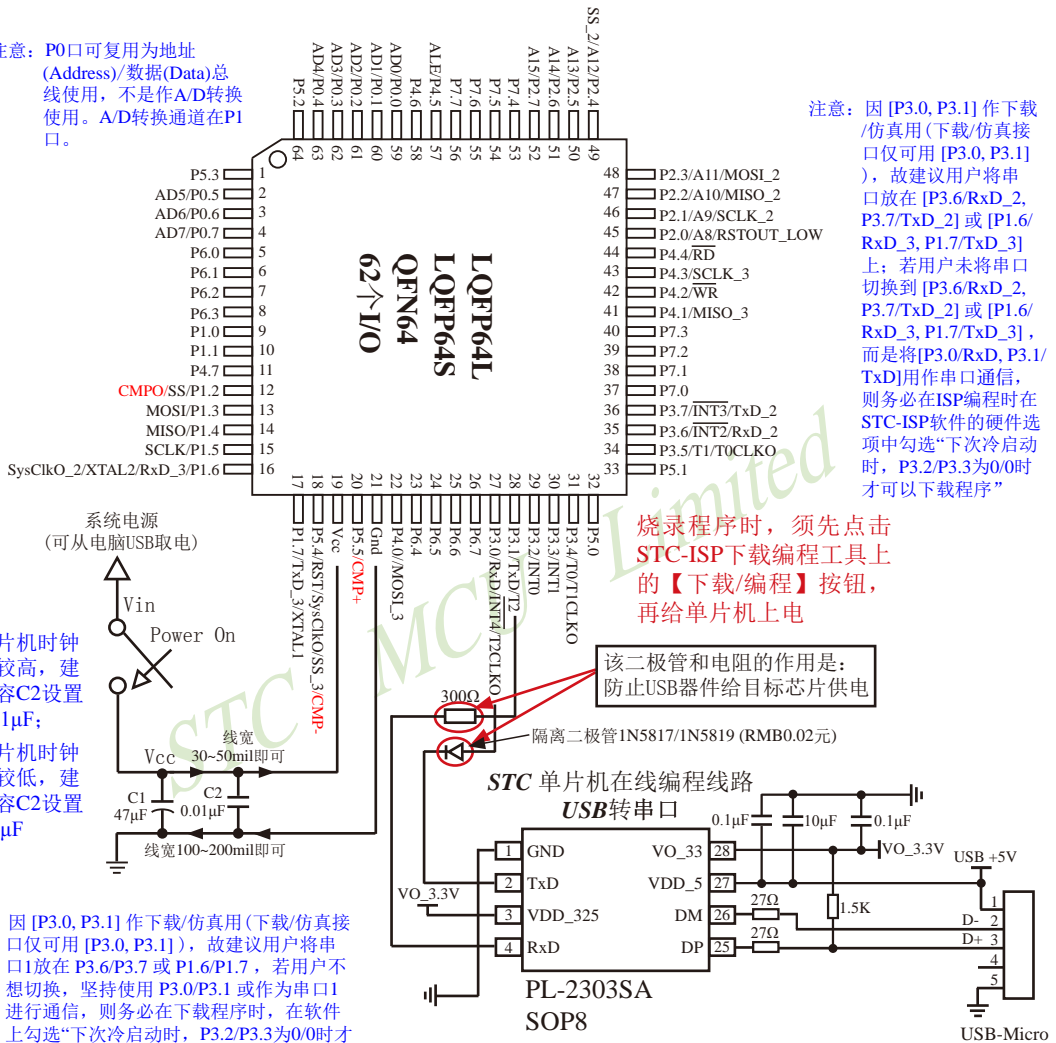 注意：P0口可复用为地址
(Address)/数据(Data)总
线使用，不是作A/D转换
使用。A/D转换通道在P1
口。
P5.2
AD4/P0.4
AD3/P0.3
AD2/P0.2
AD1/P0.1
AD0/P0.0
P4.6
ALE/P4.5
P7.7
P7.6
P7.5
P7.4
A15/P2.7
A14/P2.6
A13/P2.5
SS_2/A12/P2.4
64
63
62
61
60
59
58
57
56
55
54
53
52
51
50
49
P5.3 1
AD5/P0.5 2
AD6/P0.6 3
AD7/P0.7 4
P6.0 5
P6.1 6
P6.2 7
P6.3 8
P1.0 9
P1.1 10
P4.7 11
CMPO/SS/P1.2 12
MOSI/P1.3 13
MISO/P1.4 14
SCLK/P1.5 15
SysClkO_2/XTAL2/RxD_3/P1.6 16
LQFP64L
LQFP64S
QFN64
62个I/O
48 P2.3/A11/MOSI_2
47 P2.2/A10/MISO_2
46 P2.1/A9/SCLK_2
45 P2.0/A8/RSTOUT_LOW
44 P4.4/RD
43 P4.3/SCLK_3
42 P4.2/WR
41 P4.1/MISO_3
40 P7.3
39 P7.2
38 P7.1
37 P7.0
36 P3.7/INT3/TxD_2
35 P3.6/INT2/RxD_2
34 P3.5/T1/T0CLKO
33 P5.1
17 P1.7/TxD_3/XTAL1
18 P5.4/RST/SysClkO/SS_3/CMP-
19 Vcc
20 P5.5/CMP+
21 Gnd
22 P4.0/MOSI_3
23 P6.4
24 P6.5
25 P6.6
26 P6.7
27 P3.0/RxD/INT4/T2CLKO
28 P3.1/TxD/T2
29 P3.2/INT0
30 P3.3/INT1
31 P3.4/T0/T1CLKO
32 P5.0
注意：因 [P3.0, P3.1] 作下载
/仿真用(下载/仿真接
口仅可用 [P3.0, P3.1]
)，故建议用户将串
口放在 [P3.6/RxD_2,
P3.7/TxD_2] 或 [P1.6/
RxD_3, P1.7/TxD_3]
上；若用户未将串口
切换到 [P3.6/RxD_2,
P3.7/TxD_2] 或 [P1.6/
RxD_3, P1.7/TxD_3]，
而是将[P3.0/RxD, P3.1/
TxD]用作串口通信，
则务必在ISP编程时在
STC-ISP软件的硬件选
项中勾选“下次冷启动
时，P3.2/P3.3为0/0时
才可以下载程序”
STC MCU Limited
烧录程序时，须先点击
STC-ISP下载编程工具上
的【下载/编程】按钮，
再给单片机上电
系统电源
(可从电脑USB取电)
Vin
Power On
片机时钟
较高，建
容C2设置
1μF；
片机时钟
较低，建
容C2设置
μF
Vcc
线宽
30~50mil即可
C1
47μF
C2
0.01μF
线宽100~200mil即可
该二极管和电阻的作用是：
防止USB器件给目标芯片供电
300Ω
隔离二极管1N5817/1N5819 (RMB0.02元)
STC 单片机在线编程线路
USB转串口
1 GND
2 TxD
3 VDD_325
4 RxD
VO_3.3V
VO_33 28
VDD_5 27
DM 26
DP 25
PL-2303SA
SOP8
0.1μF
10μF
0.1μF
VO_3.3V
27Ω
27Ω
1.5K
USB +5V
1
D- 2
D+ 3
4
5
USB-Micro
因 [P3.0, P3.1] 作下载/仿真用(下载/仿真接
口仅可用 [P3.0, P3.1] )，故建议用户将串
口1放在 P3.6/P3.7 或 P1.6/P1.7 ，若用户不
想切换，坚持使用 P3.0/P3.1 或作为串口1
进行通信，则务必在下载程序时，在软件
上勾选“下次冷启动时，P3.2/P3.3为0/0时才